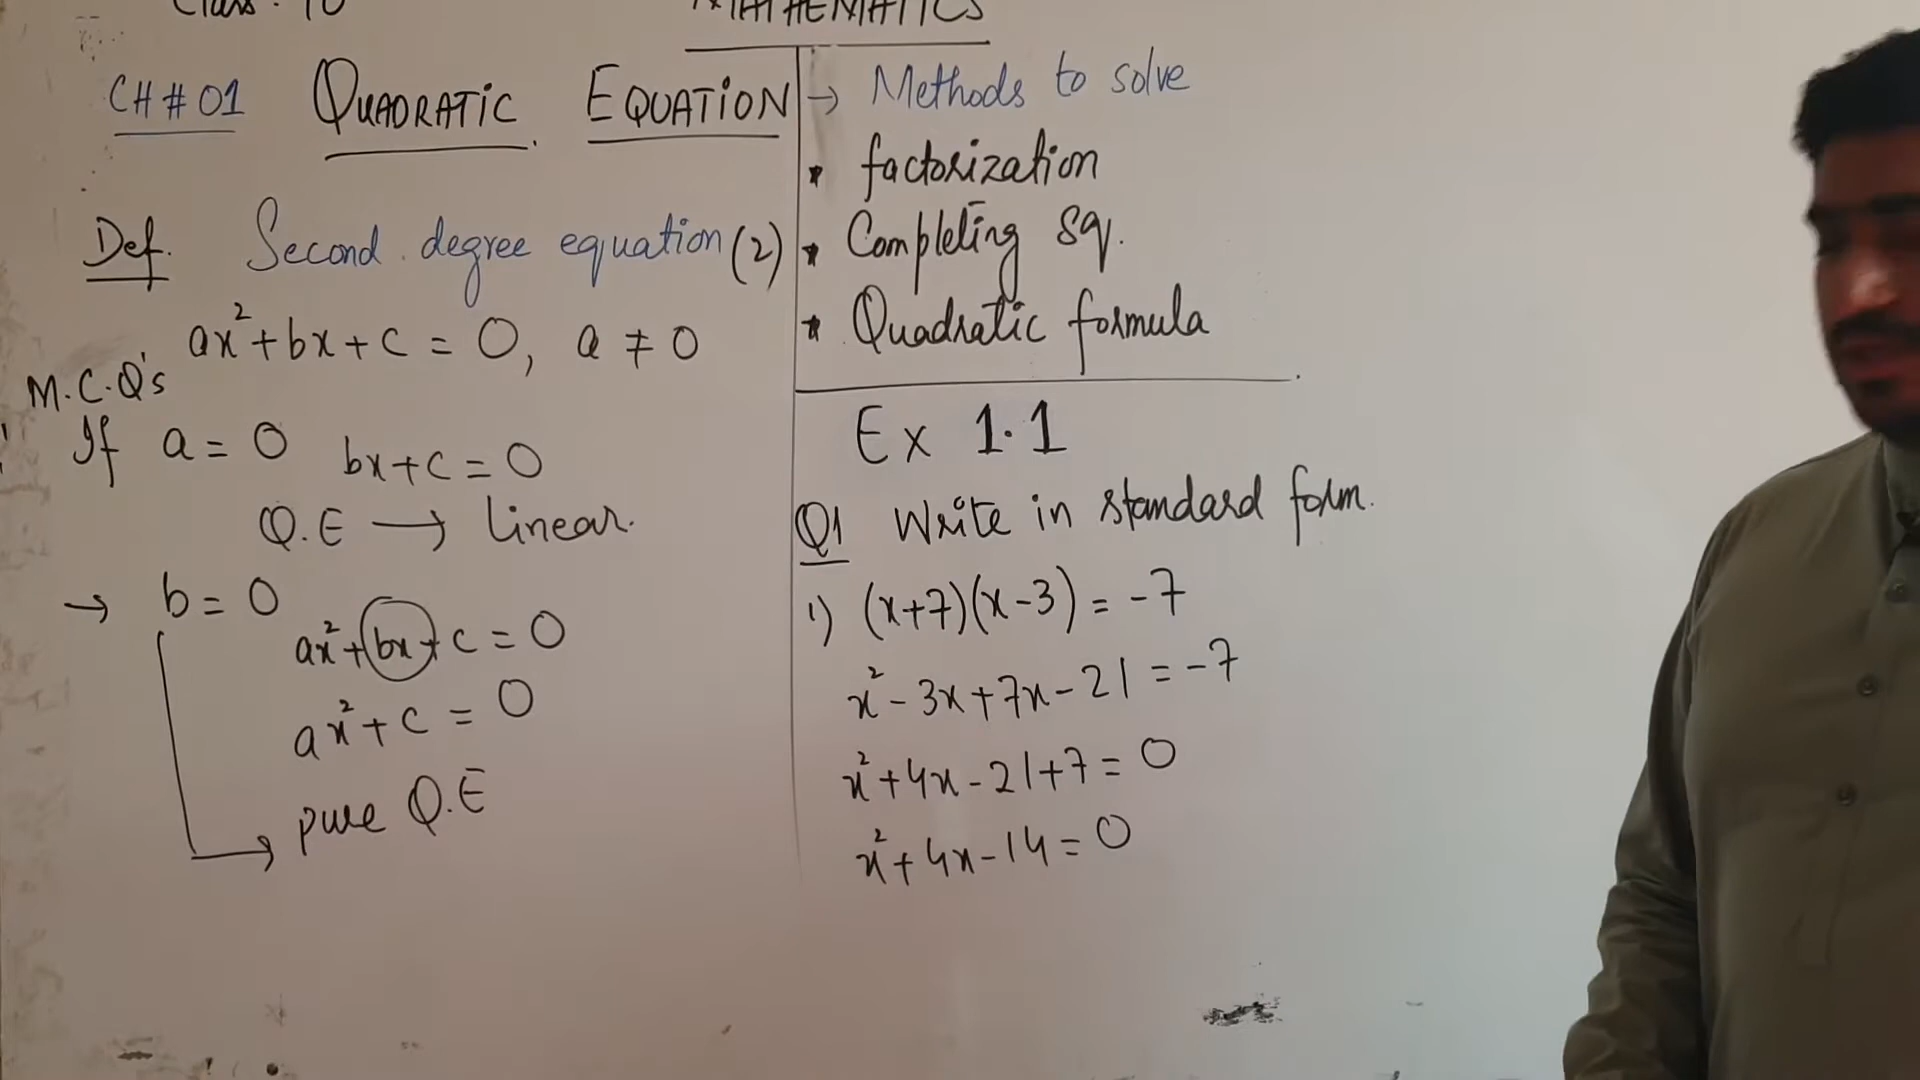 Class: 10
MATHEMATICS
CH # 01 QUADRATIC EQUATION
Def. Second degree equation (2)
ax²+bx+c = 0, a ≠ 0
M.C.Q's
If a = 0 bx+c = 0
Q.E → linear.
→ b = 0
ax²+bx+c = 0
ax²+c = 0
pure Q.E
→ Methods to solve
* factorization
* Completing sq.
* Quadratic formula
Ex 1.1
Q1 Write in standard form.
1) (x+7)(x-3) = -7
x² - 3x+7x-21 = -7
x²+4x-21+7 = 0
x²+4x-14 = 0